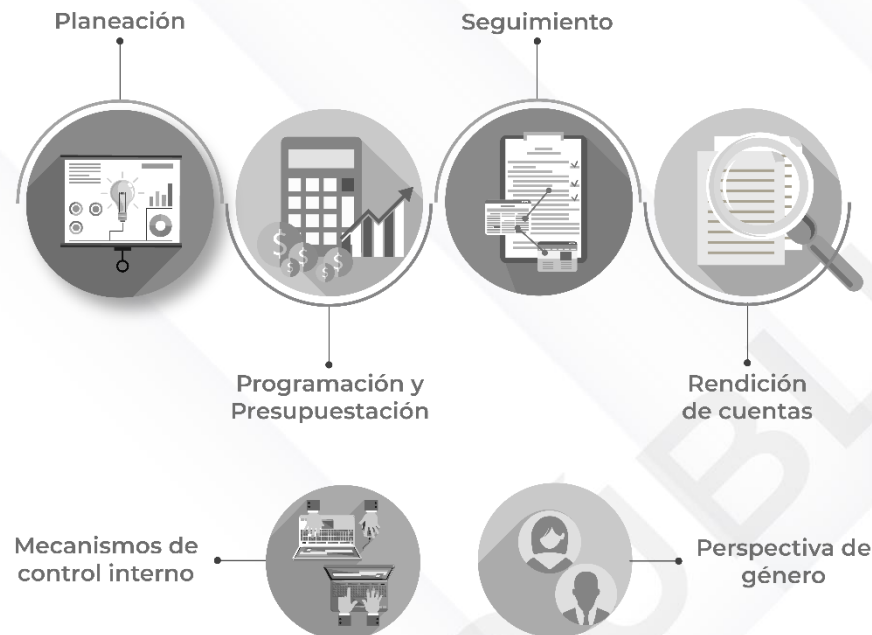 Planeación
Seguimiento
Programación y
Presupuestación
Rendición
de cuentas
Mecanismos de
control interno
Perspectiva de
género